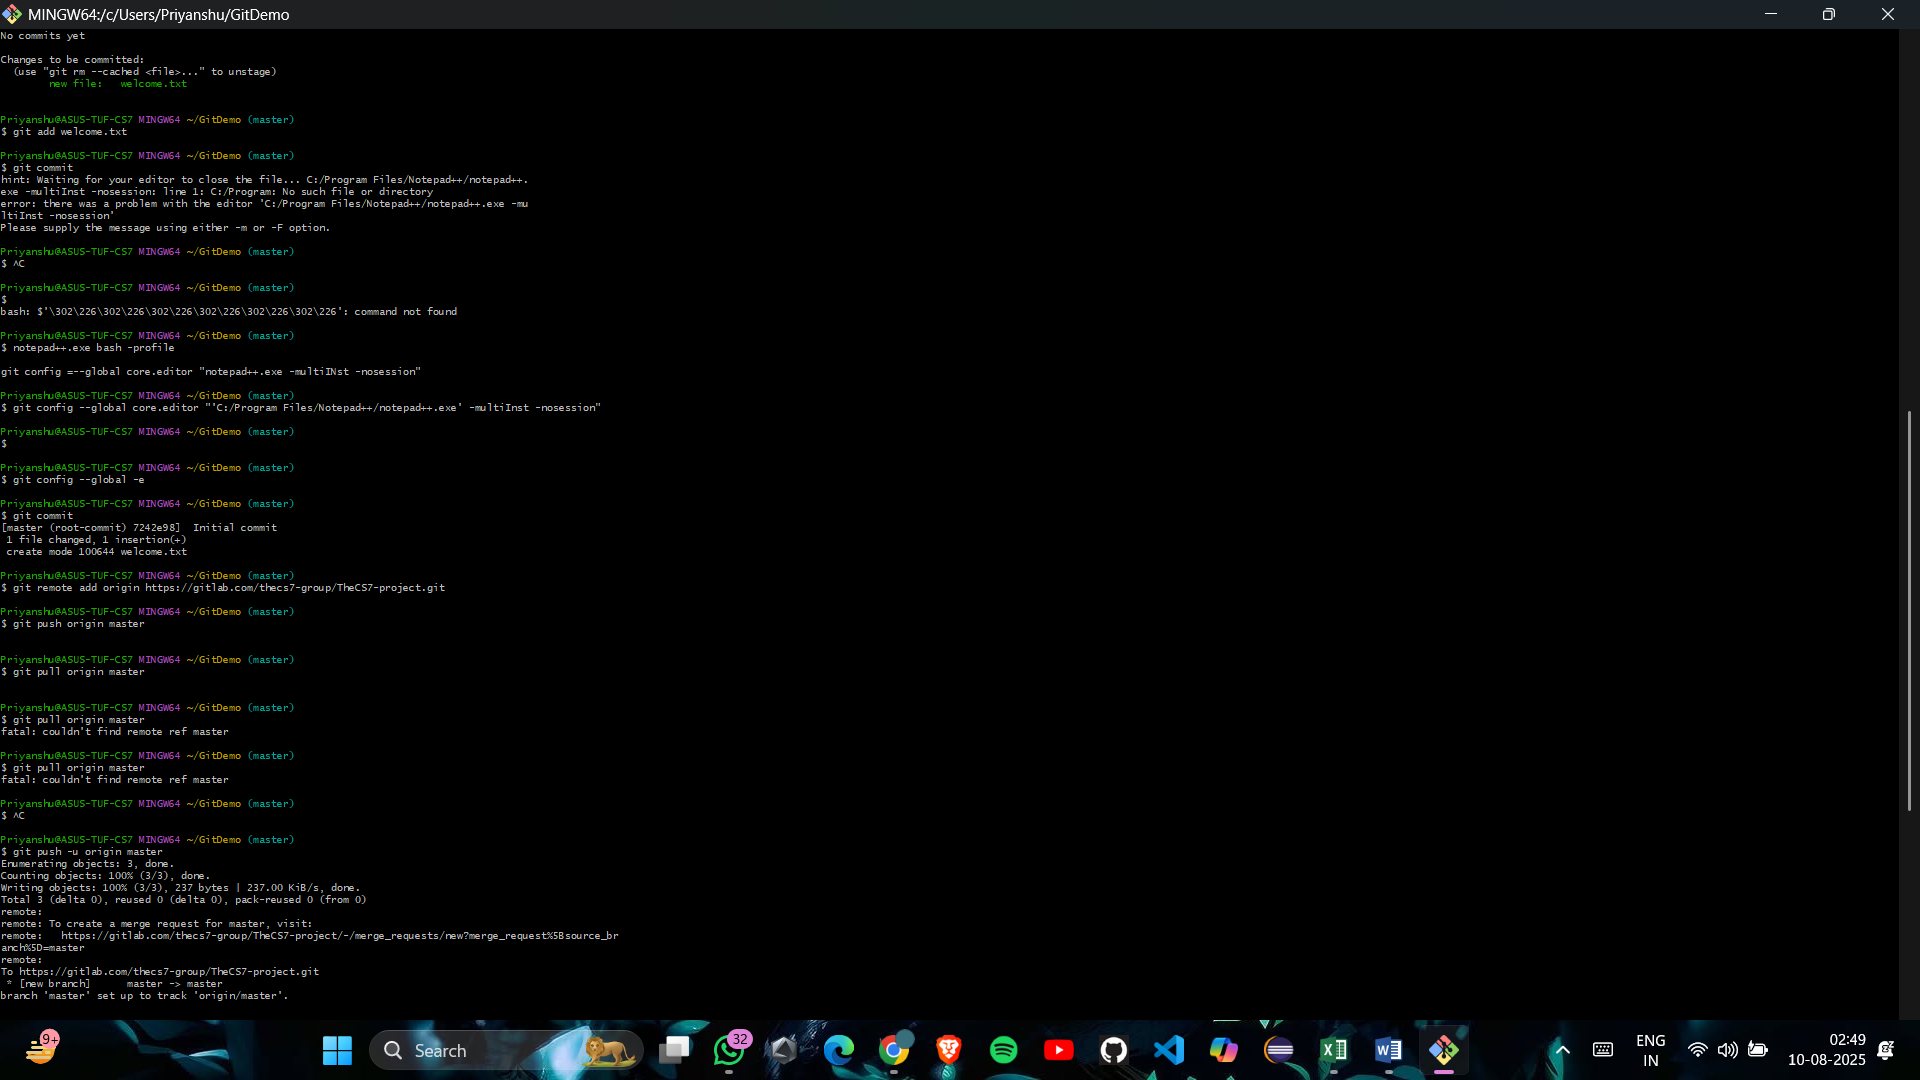 MINGW64:/c/Users/Priyanshu/GitDemo
No commits yet
Changes to be committed:
(use "git rm --cached <file>..." to unstage)
new file: welcome.txt
Priyanshu@ASUS-TUF-CS7 MINGW64 ~/GitDemo (master)
$ git add welcome.txt
Priyanshu@ASUS-TUF-CS7 MINGW64 ~/GitDemo (master)
$ git commit
hint: Waiting for your editor to close the file... C:/Program Files/Notepad++/notepad++.
exe -multiInst -nosession: line 1: C:/Program: No such file or directory
error: there was a problem with the editor 'C:/Program Files/Notepad++/notepad++.exe -mu
ltiInst -nosession'
Please supply the message using either -m or -F option.
Priyanshu@ASUS-TUF-CS7 MINGW64 ~/GitDemo (master)
$ ^C
Priyanshu@ASUS-TUF-CS7 MINGW64 ~/GitDemo (master)
$
bash: $'\302\226\302\226\302\226\302\226\302\226\302\226': command not found
Priyanshu@ASUS-TUF-CS7 MINGW64 ~/GitDemo (master)
$ notepad++.exe bash -profile
git config =--global core.editor "notepad++.exe -multiINst -nosession"
Priyanshu@ASUS-TUF-CS7 MINGW64 ~/GitDemo (master)
$ git config --global core.editor "'C:/Program Files/Notepad++/notepad++.exe' -multiInst -nosession"
Priyanshu@ASUS-TUF-CS7 MINGW64 ~/GitDemo (master)
$
Priyanshu@ASUS-TUF-CS7 MINGW64 ~/GitDemo (master)
$ git config --global -e
Priyanshu@ASUS-TUF-CS7 MINGW64 ~/GitDemo (master)
$ git commit
[master (root-commit) 7242e98] Initial commit
1 file changed, 1 insertion(+)
create mode 100644 welcome.txt
Priyanshu@ASUS-TUF-CS7 MINGW64 ~/GitDemo (master)
$ git remote add origin https://gitlab.com/thecs7-group/TheCS7-project.git
Priyanshu@ASUS-TUF-CS7 MINGW64 ~/GitDemo (master)
$ git push origin master
Priyanshu@ASUS-TUF-CS7 MINGW64 ~/GitDemo (master)
$ git pull origin master
Priyanshu@ASUS-TUF-CS7 MINGW64 ~/GitDemo (master)
$ git pull origin master
fatal: couldn't find remote ref master
Priyanshu@ASUS-TUF-CS7 MINGW64 ~/GitDemo (master)
$ git pull origin master
fatal: couldn't find remote ref master
Priyanshu@ASUS-TUF-CS7 MINGW64 ~/GitDemo (master)
$ ^C
Priyanshu@ASUS-TUF-CS7 MINGW64 ~/GitDemo (master)
$ git push -u origin master
Enumerating objects: 3, done.
Counting objects: 100% (3/3), done.
Writing objects: 100% (3/3), 237 bytes | 237.00 KiB/s, done.
Total 3 (delta 0), reused 0 (delta 0), pack-reused 0 (from 0)
remote:
remote: To create a merge request for master, visit:
remote: https://gitlab.com/thecs7-group/TheCS7-project/-/merge_requests/new?merge_request%5Bsource_br
anch%5D=master
remote:
To https://gitlab.com/thecs7-group/TheCS7-project.git
* [new branch] master -> master
branch 'master' set up to track 'origin/master'.
9+
Search
32
ENG
IN
02:49
10-08-2025